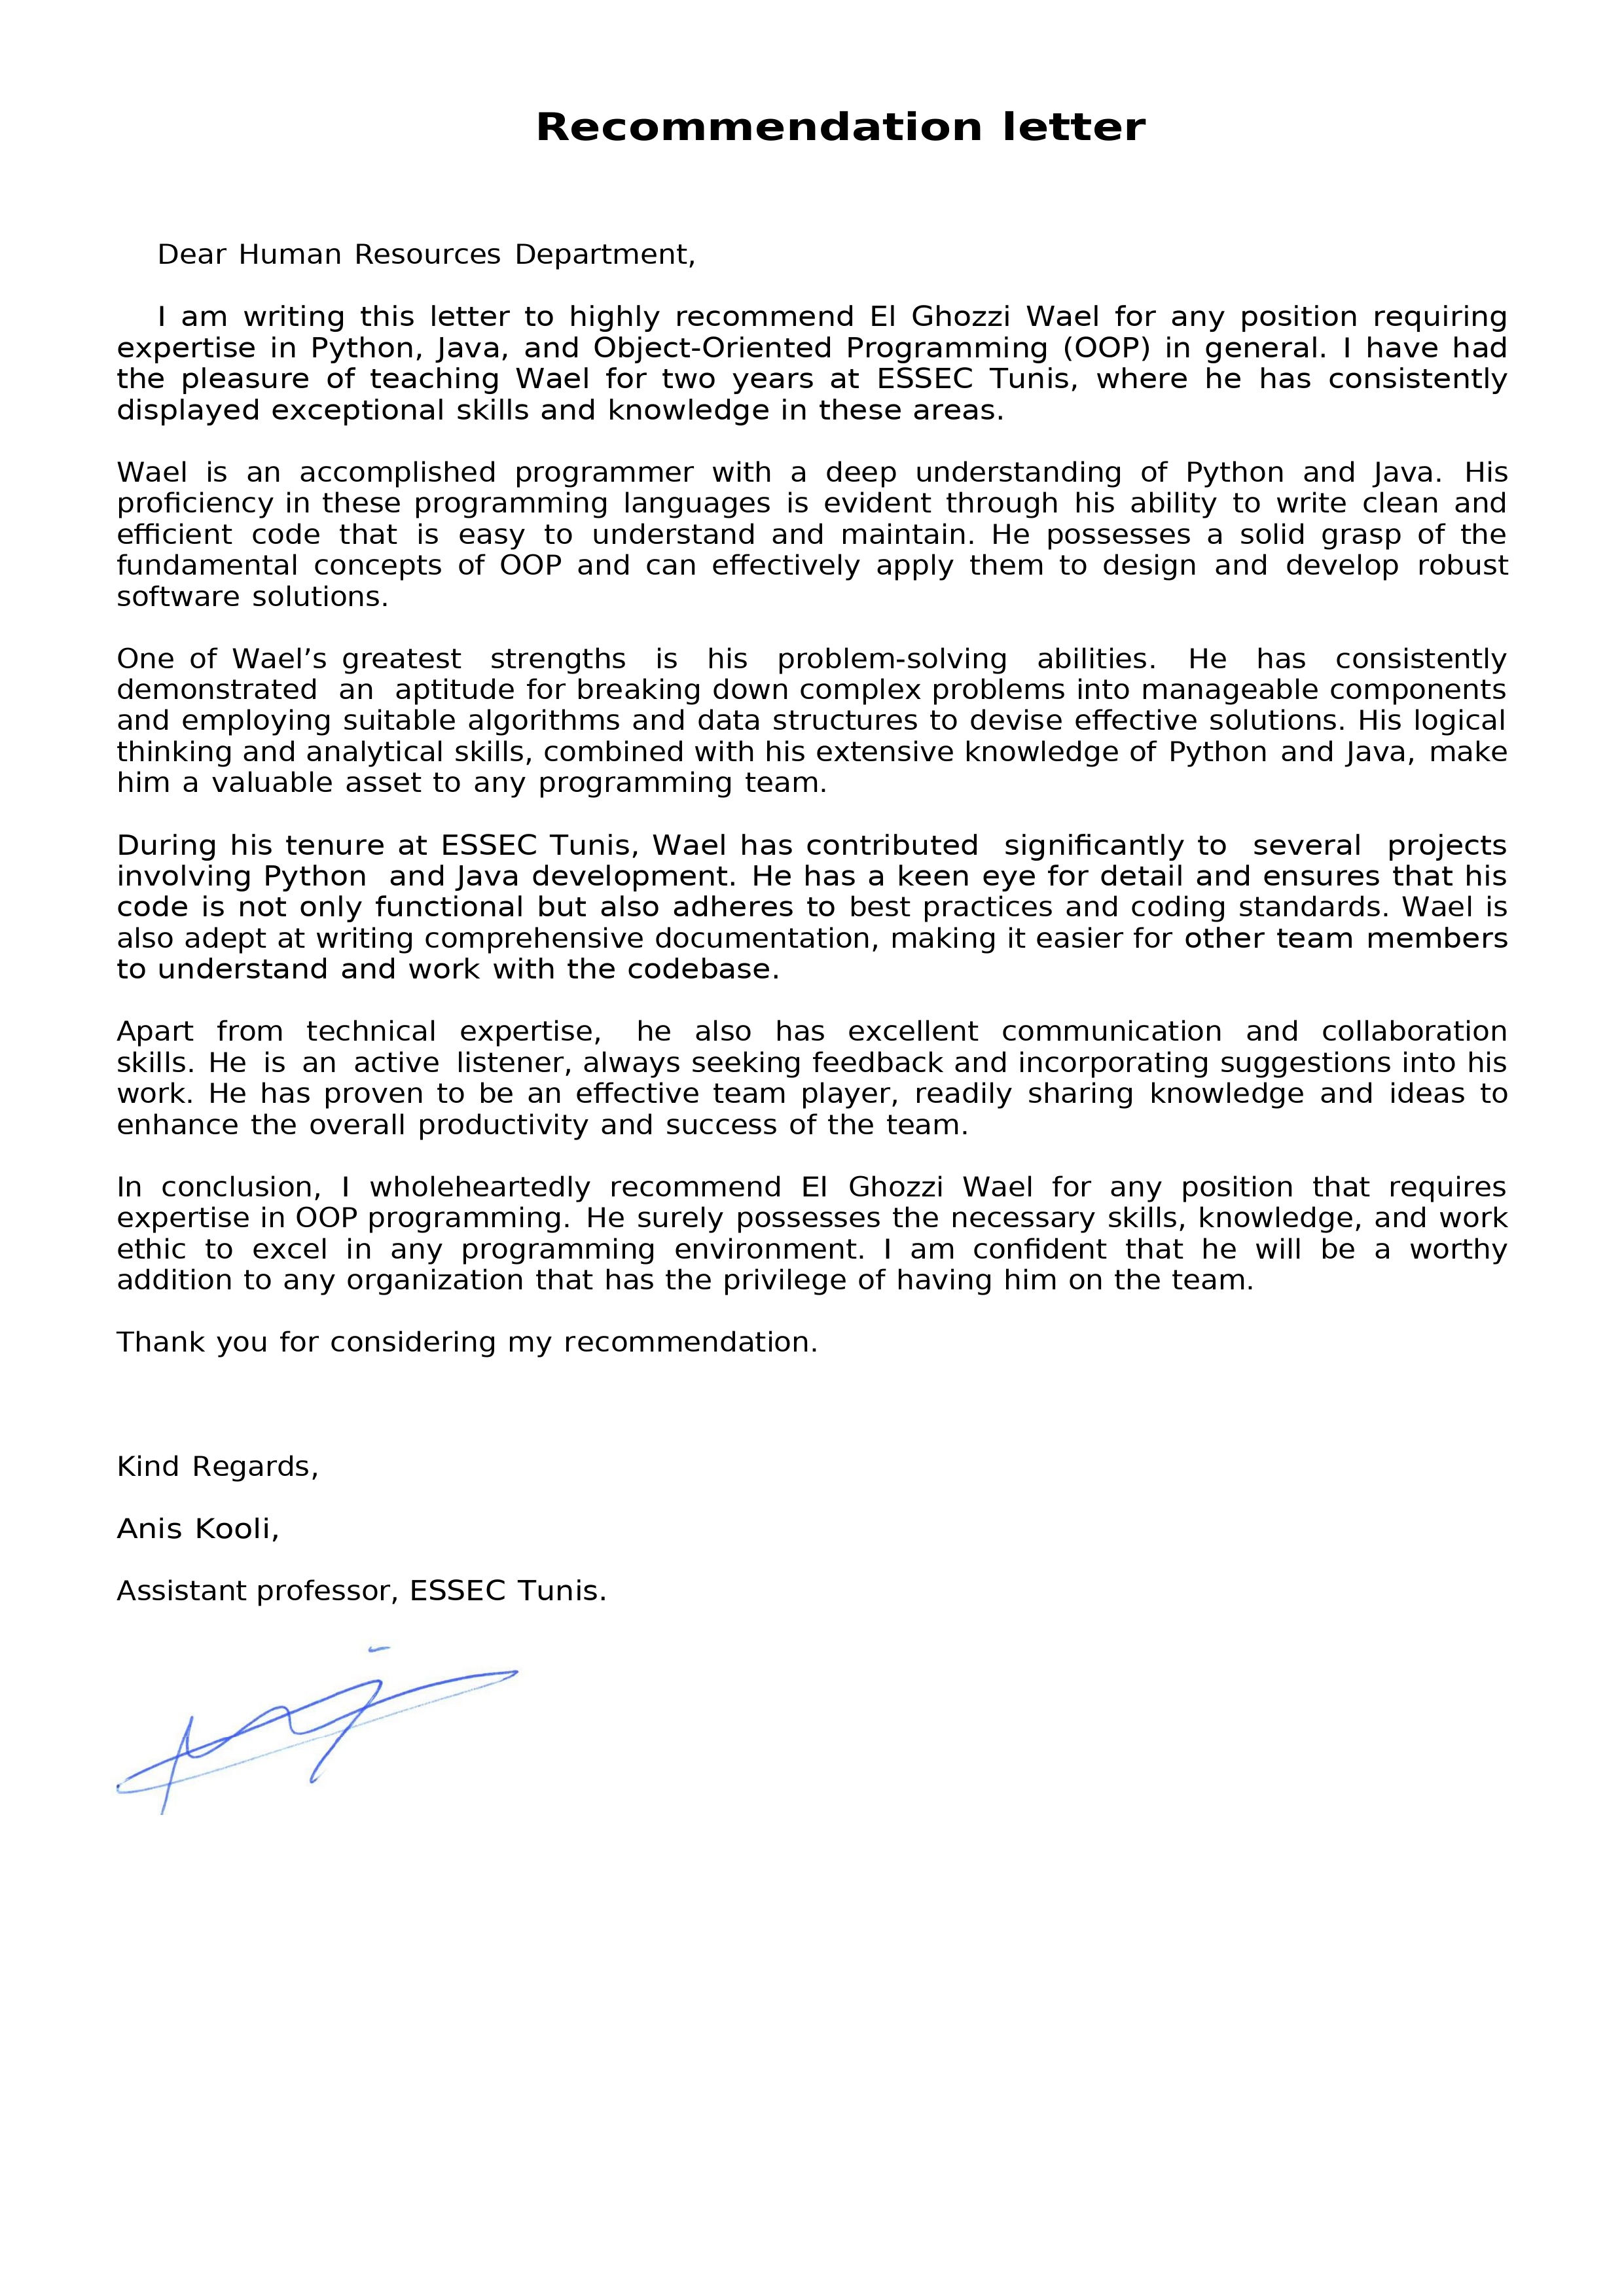 Recommendation letter
Dear Human Resources Department,
I am writing this letter to highly recommend El Ghozzi Wael for any position requiring
expertise in Python, Java, and Object-Oriented Programming (OOP) in general. I have had
the pleasure of teaching Wael for two years at ESSEC Tunis, where he has consistently
displayed exceptional skills and knowledge in these areas.
Wael is an accomplished programmer with a deep understanding of Python and Java. His
proficiency in these programming languages is evident through his ability to write clean and
efficient code that is easy to understand and maintain. He possesses a solid grasp of the
fundamental concepts of OOP and can effectively apply them to design and develop robust
software solutions.
One of Wael’s greatest strengths is his problem-solving abilities. He has consistently
demonstrated an aptitude for breaking down complex problems into manageable components
and employing suitable algorithms and data structures to devise effective solutions. His logical
thinking and analytical skills, combined with his extensive knowledge of Python and Java, make
him a valuable asset to any programming team.
During his tenure at ESSEC Tunis, Wael has contributed significantly to several projects
involving Python and Java development. He has a keen eye for detail and ensures that his
code is not only functional but also adheres to best practices and coding standards. Wael is
also adept at writing comprehensive documentation, making it easier for other team members
to understand and work with the codebase.
Apart from technical expertise, he also has excellent communication and collaboration
skills. He is an active listener, always seeking feedback and incorporating suggestions into his
work. He has proven to be an effective team player, readily sharing knowledge and ideas to
enhance the overall productivity and success of the team.
In conclusion, I wholeheartedly recommend El Ghozzi Wael for any position that requires
expertise in OOP programming. He surely possesses the necessary skills, knowledge, and work
ethic to excel in any programming environment. I am confident that he will be a worthy
addition to any organization that has the privilege of having him on the team.
Thank you for considering my recommendation.
Kind Regards,
Anis Kooli,
Assistant professor, ESSEC Tunis.